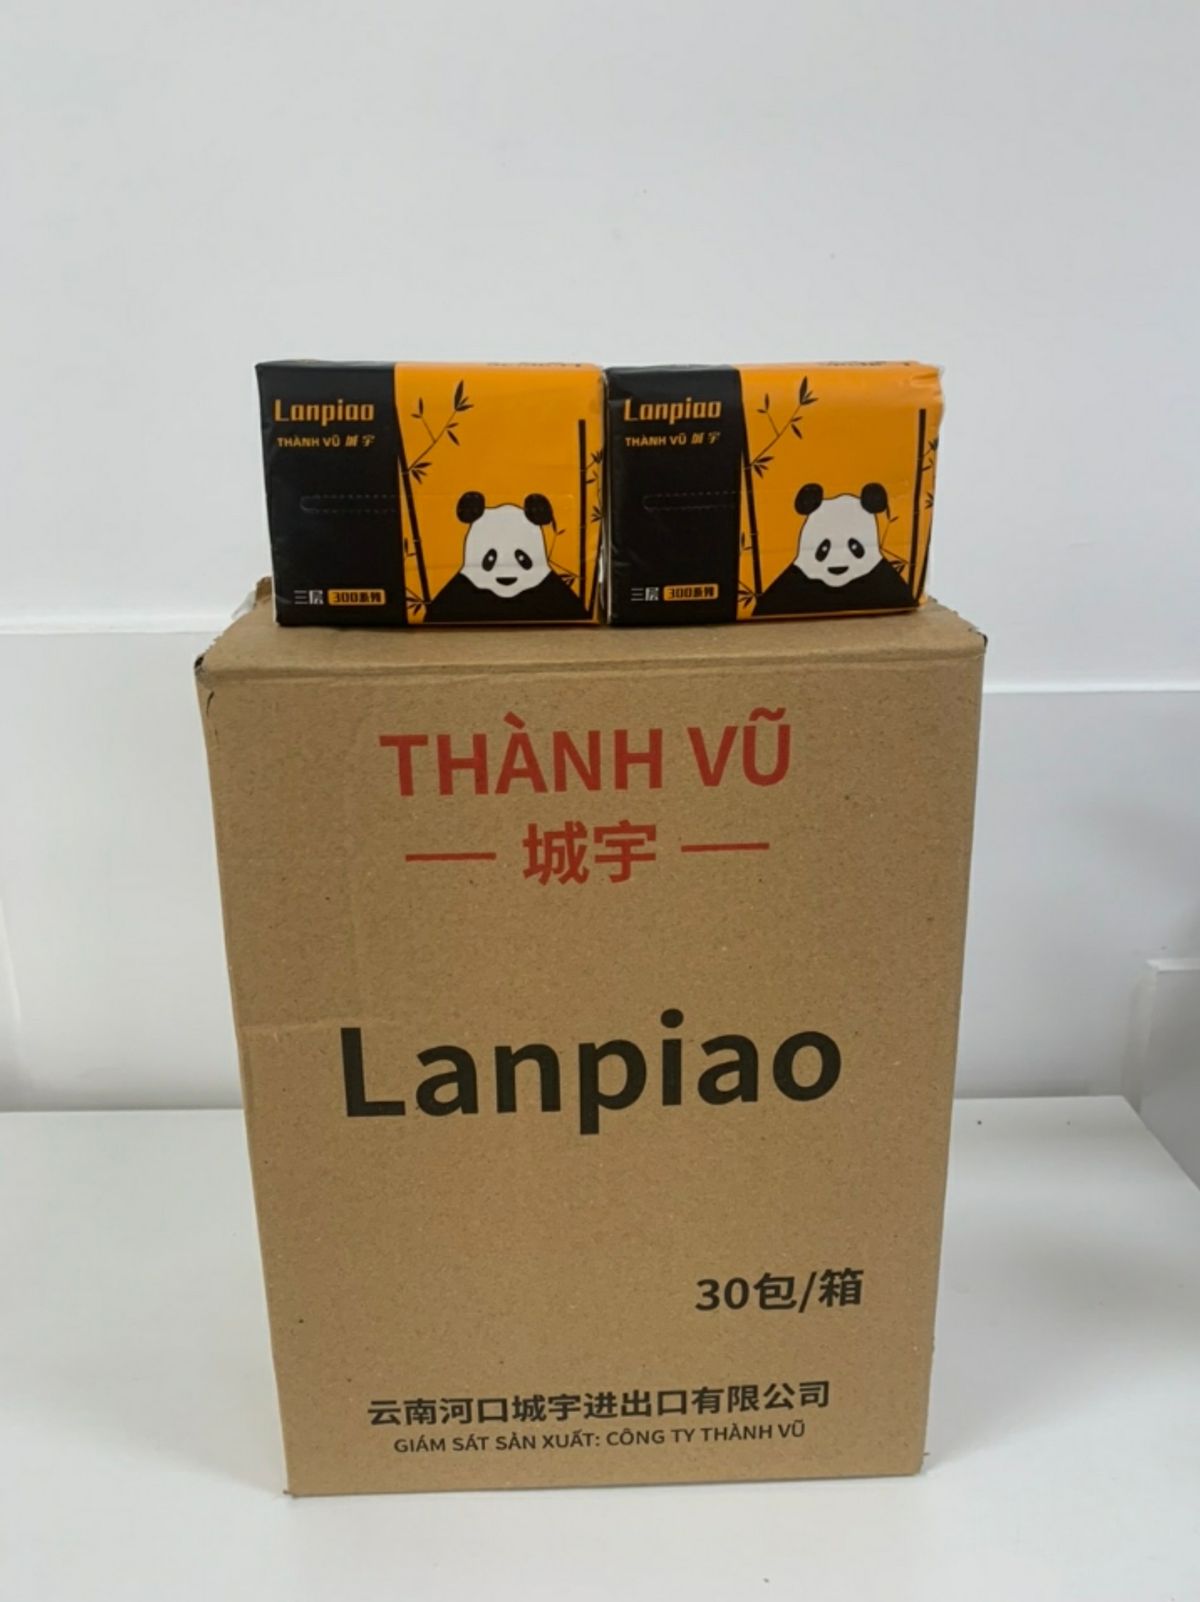 Lanpiao
THÀNH VŨ 城宇
三层 300系列
Lanpiao
THÀNH VŨ 城宇
三层 300系列
THÀNH VŨ
— 城宇 —
Lanpiao
30包/箱
云南河口城宇进出口有限公司
GIÁM SÁT SẢN XUẤT: CÔNG TY THÀNH VŨ